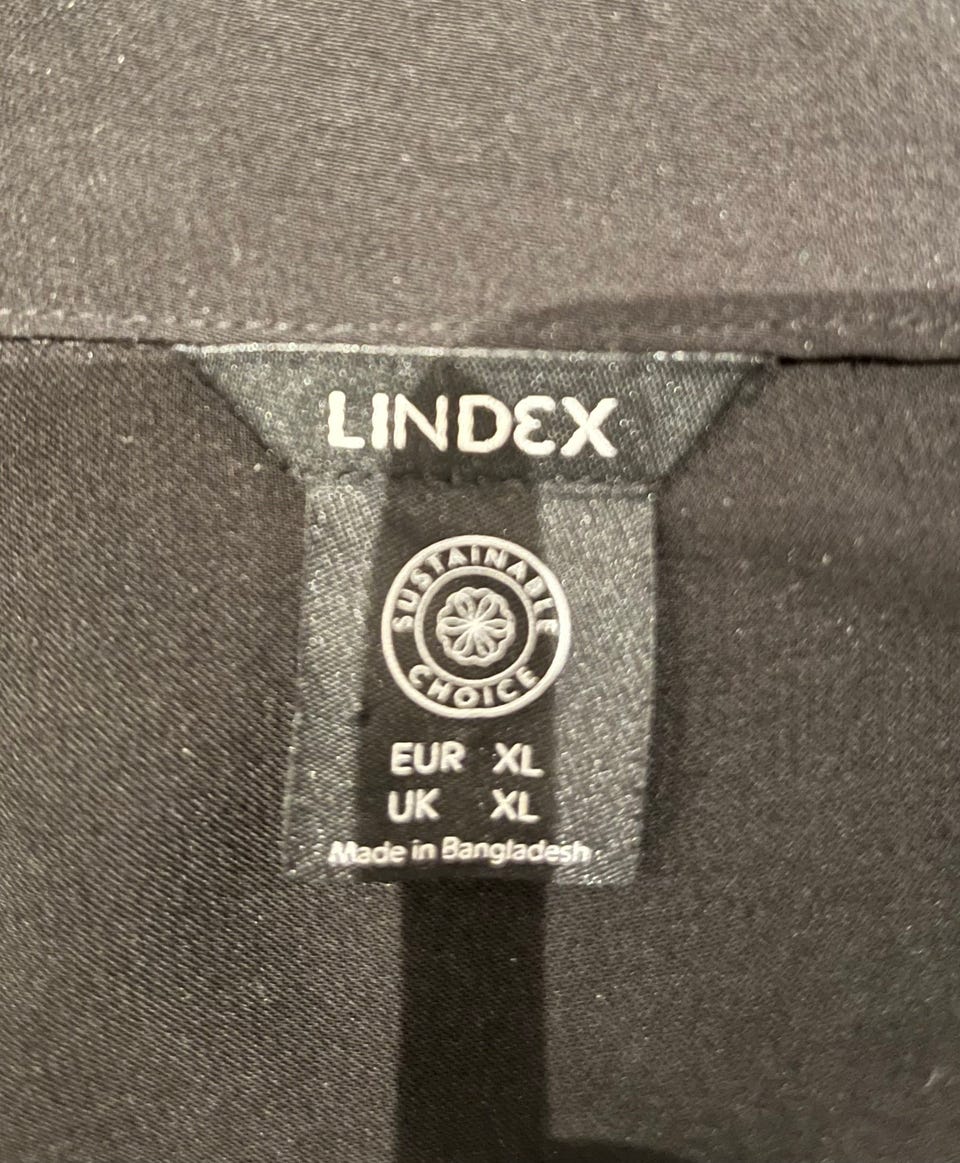 LINDEX
SUSTAINABLE
CHOICE
EUR XL
UK XL
Made in Bangladesh